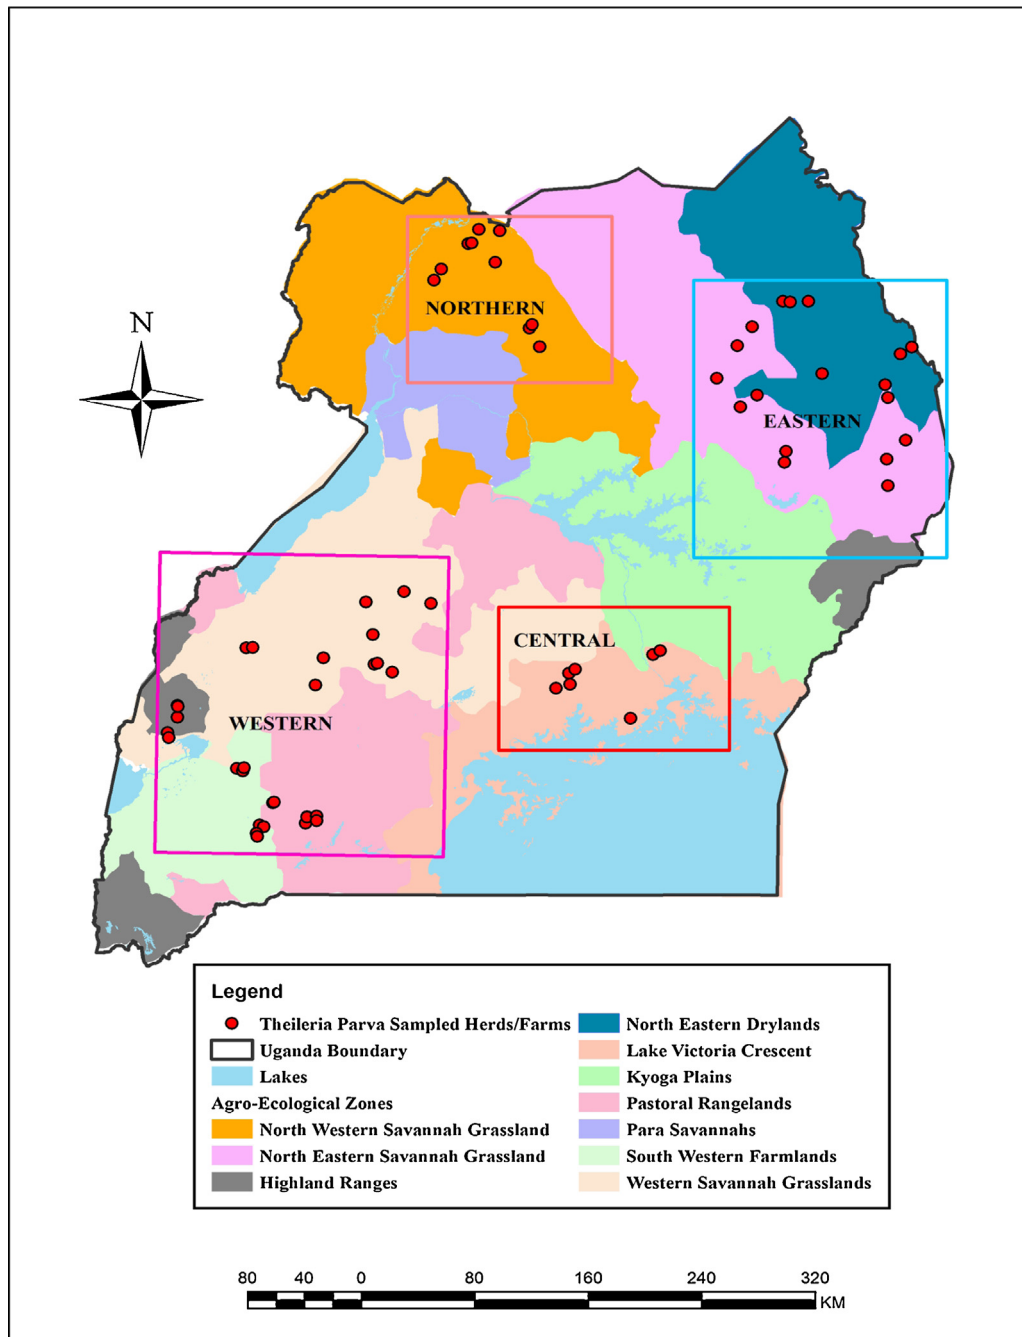 N
NORTHERN
EASTERN
CENTRAL
WESTERN
Legend
Theileria Parva Sampled Herds/Farms
Uganda Boundary
Lakes
Agro-Ecological Zones
North Western Savannah Grassland
North Eastern Savannah Grassland
Highland Ranges
North Eastern Drylands
Lake Victoria Crescent
Kyoga Plains
Pastoral Rangelands
Para Savannahs
South Western Farmlands
Western Savannah Grasslands
80 40 0 80 160 240 320
KM